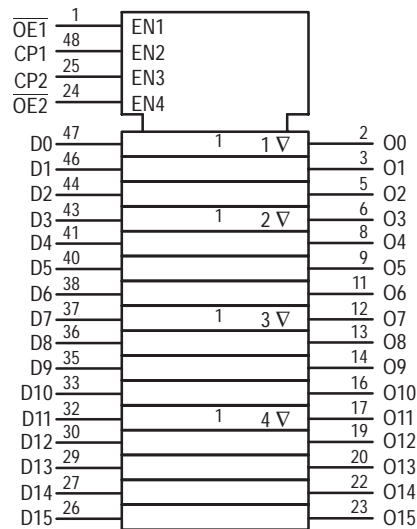 OE1 1 EN1
CP1 48 EN2
CP2 25 EN3
OE2 24 EN4
D0 47 1 1 ∇ 2 O0
D1 46 3 O1
D2 44 5 O2
D3 43 1 2 ∇ 6 O3
D4 41 8 O4
D5 40 9 O5
D6 38 11 O6
D7 37 1 3 ∇ 12 O7
D8 36 13 O8
D9 35 14 O9
D10 33 16 O10
D11 32 1 4 ∇ 17 O11
D12 30 19 O12
D13 29 20 O13
D14 27 22 O14
D15 26 23 O15